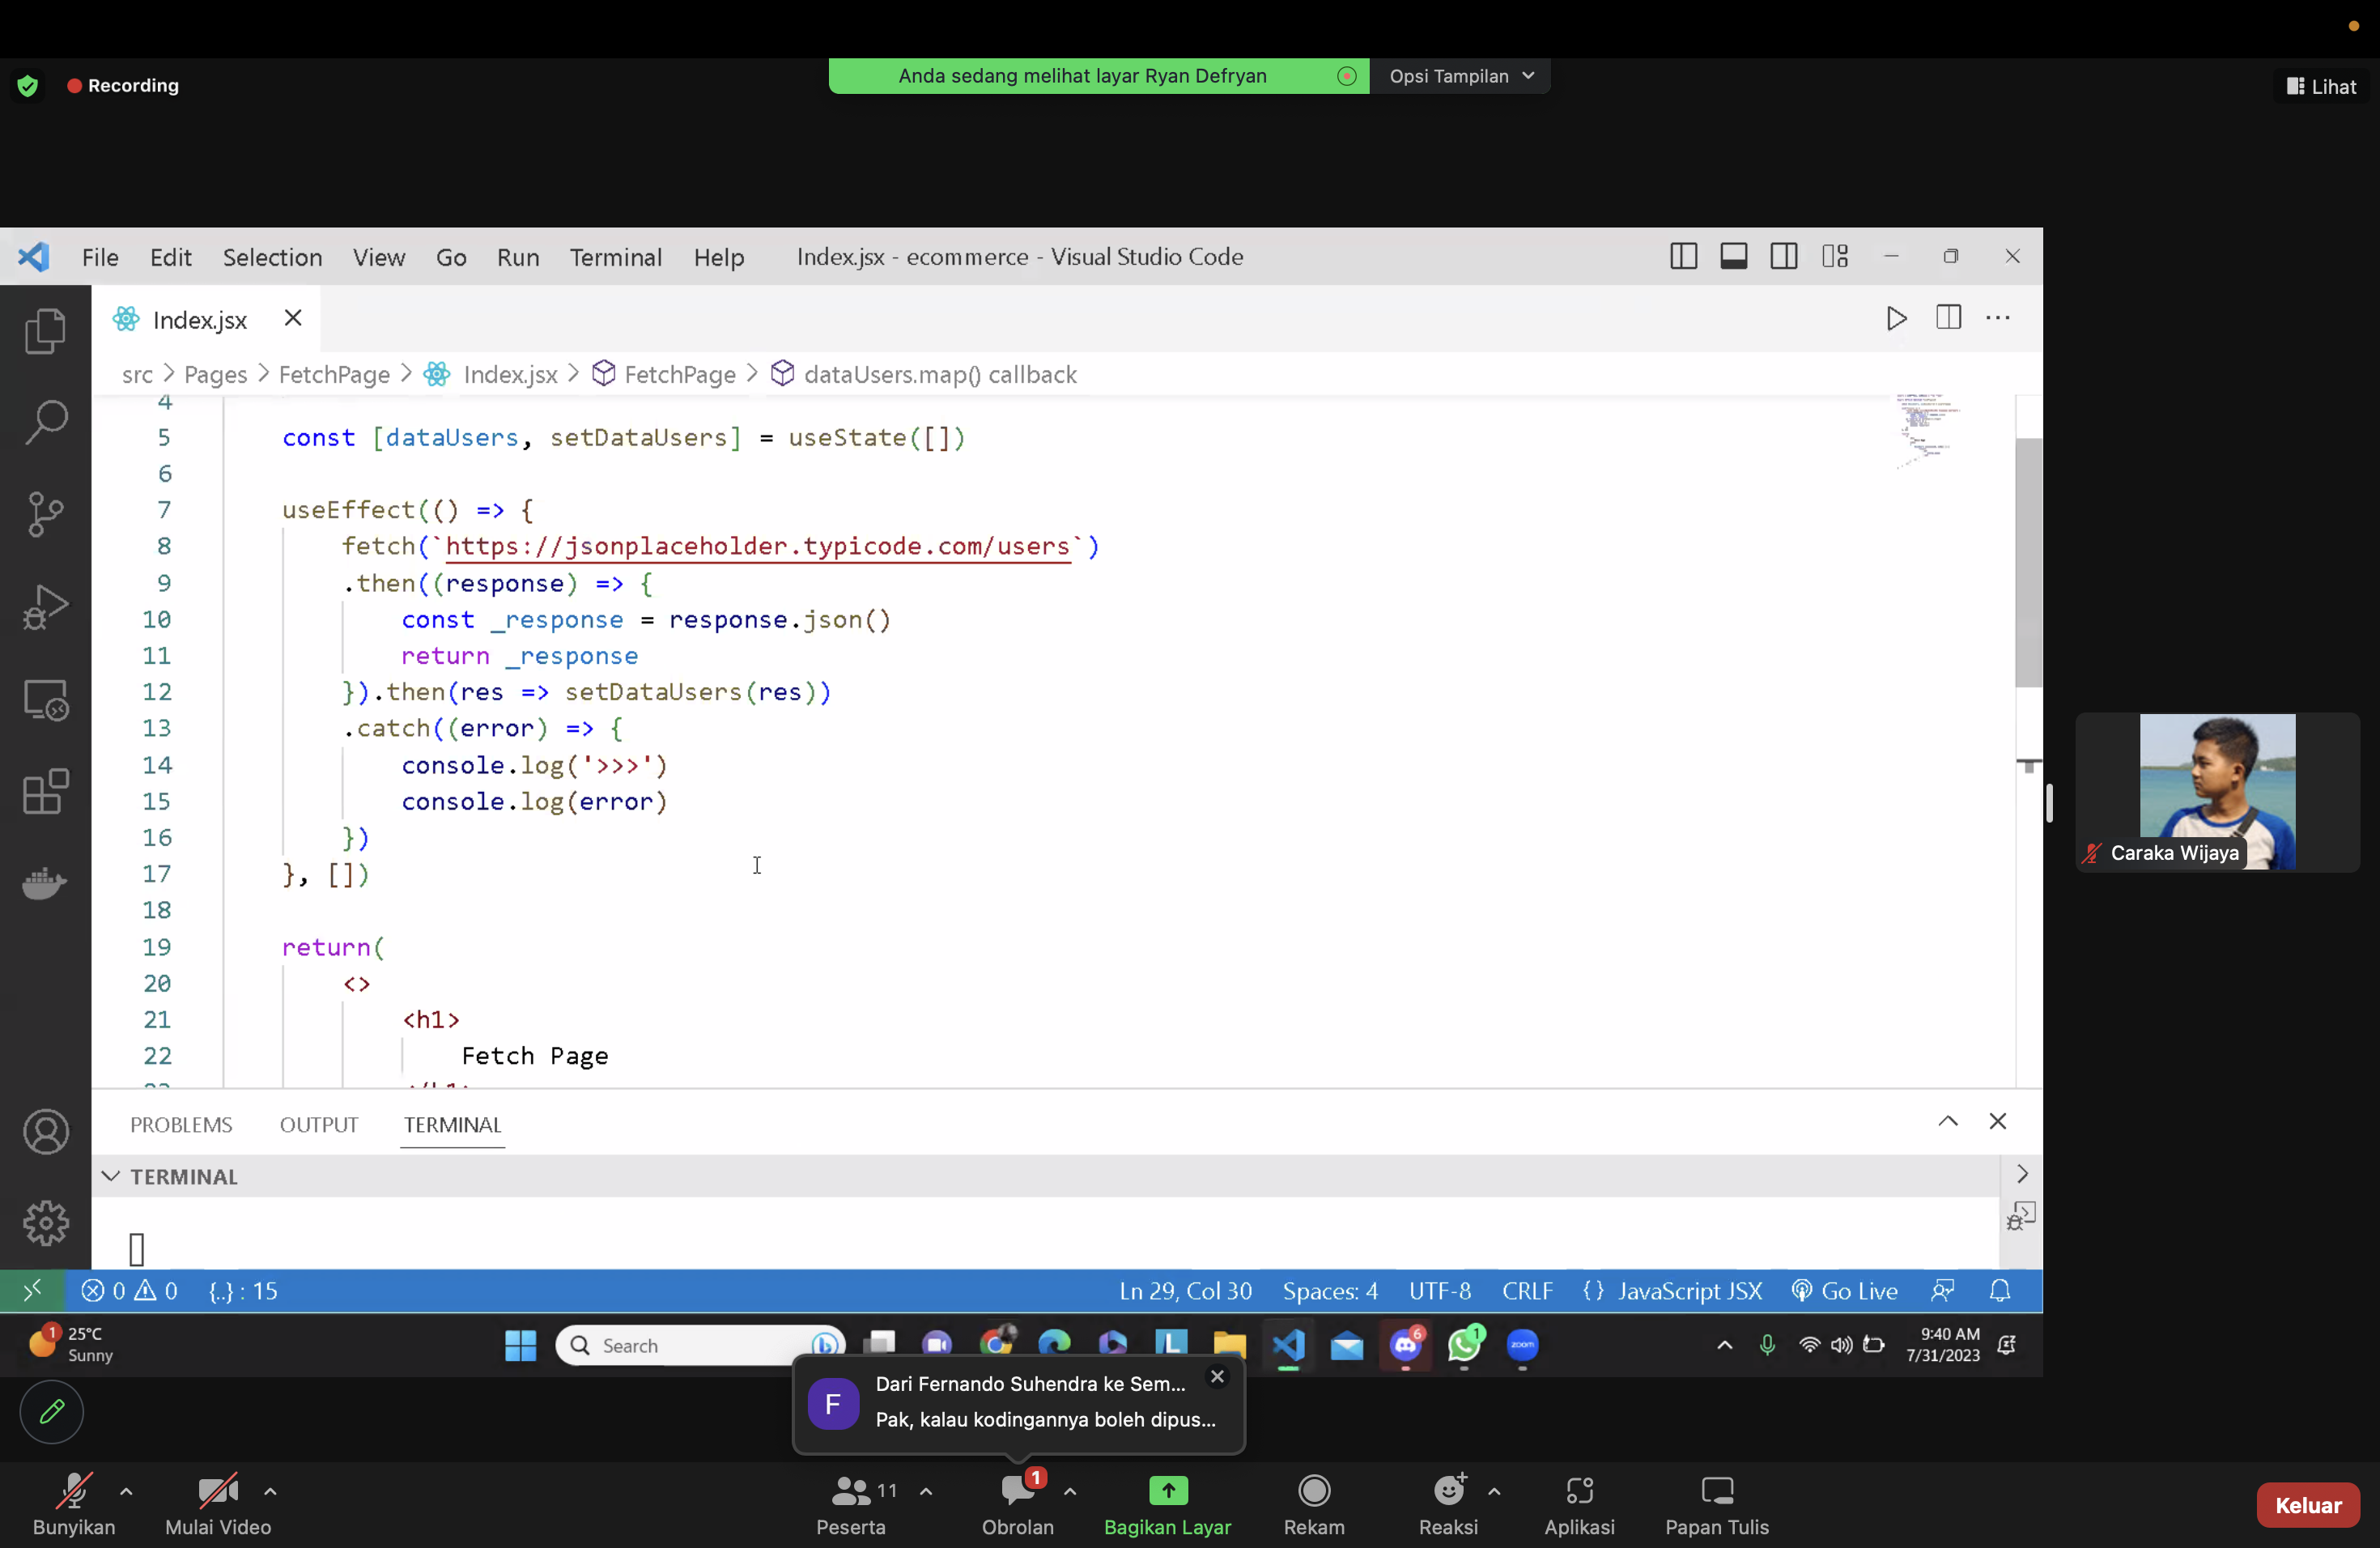 Recording
Anda sedang melihat layar Ryan Defryan
Opsi Tampilan
Lihat
File Edit Selection View Go Run Terminal Help
Index.jsx - ecommerce - Visual Studio Code
Index.jsx
src > Pages > FetchPage > Index.jsx > FetchPage > dataUsers.map() callback
4
5 const [dataUsers, setDataUsers] = useState([])
6
7 useEffect(() => {
8 fetch(`https://jsonplaceholder.typicode.com/users`)
9 .then((response) => {
10 const _response = response.json()
11 return _response
12 }).then(res => setDataUsers(res))
13 .catch((error) => {
14 console.log('>>>')
15 console.log(error)
16 })
17 }, [])
18
19 return(
20 <>
21 <h1>
22 Fetch Page
Caraka Wijaya
PROBLEMS OUTPUT TERMINAL
TERMINAL
0 0 {..} : 15
Ln 29, Col 30 Spaces: 4 UTF-8 CRLF {} JavaScript JSX Go Live
1
25°C
Sunny
Search
L
6
1
zoom
9:40 AM
7/31/2023
F
Dari Fernando Suhendra ke Sem...
Pak, kalau kodingannya boleh dipus...
Bunyikan
Mulai Video
11
Peserta
1
Obrolan
Bagikan Layar
Rekam
Reaksi
Aplikasi
Papan Tulis
Keluar